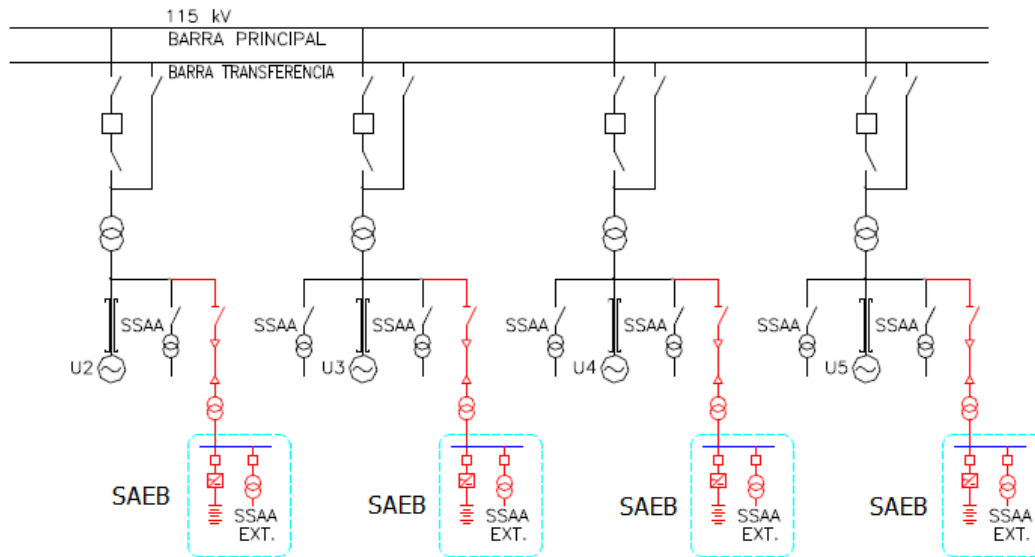 115 kV
BARRA PRINCIPAL
BARRA TRANSFERENCIA
SSAA
SSAA
SSAA
SSAA
SSAA
SSAA
SSAA
U2
U3
U4
U5
SAEB
SAEB
SAEB
SAEB
SSAA
EXT.
SSAA
EXT.
SSAA
EXT.
SSAA
EXT.